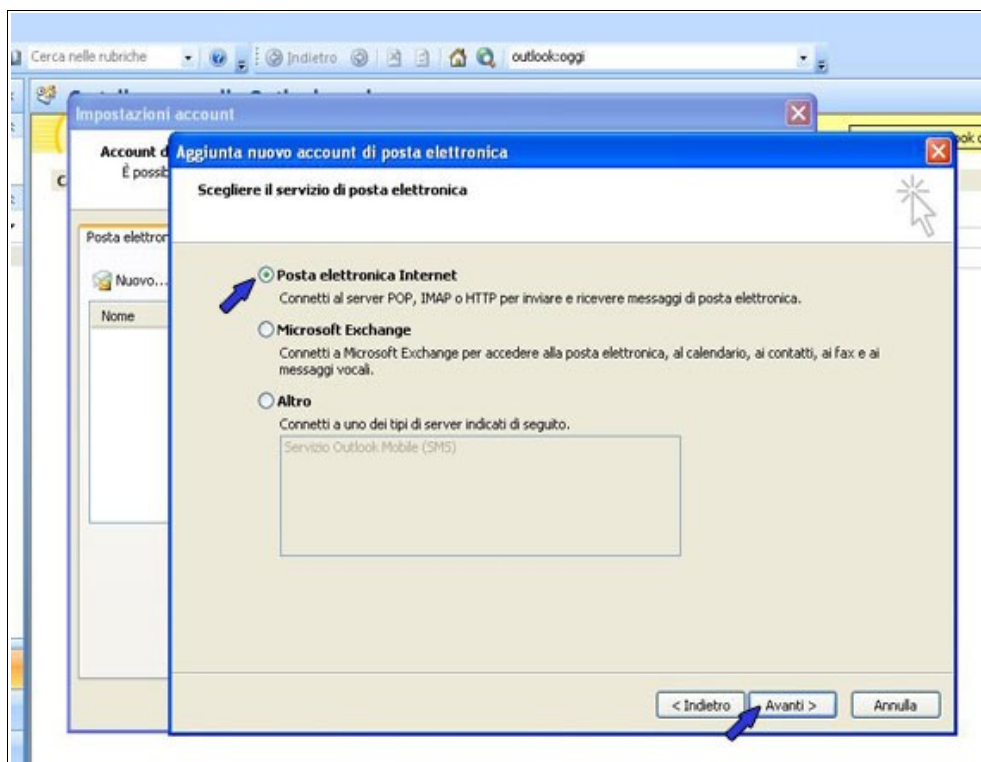 Cerca nelle rubriche
Indietro
outlook:oggi
Impostazioni account
Account d
È possib
Aggiunta nuovo account di posta elettronica
Scegliere il servizio di posta elettronica
Posta elettron
Nuovo...
Nome
Posta elettronica Internet
Connetti al server POP, IMAP o HTTP per inviare e ricevere messaggi di posta elettronica.
Microsoft Exchange
Connetti a Microsoft Exchange per accedere alla posta elettronica, al calendario, ai contatti, ai fax e ai
messaggi vocali.
Altro
Connetti a uno dei tipi di server indicati di seguito.
Servizio Outlook Mobile (SMS)
< Indietro
Avanti >
Annulla